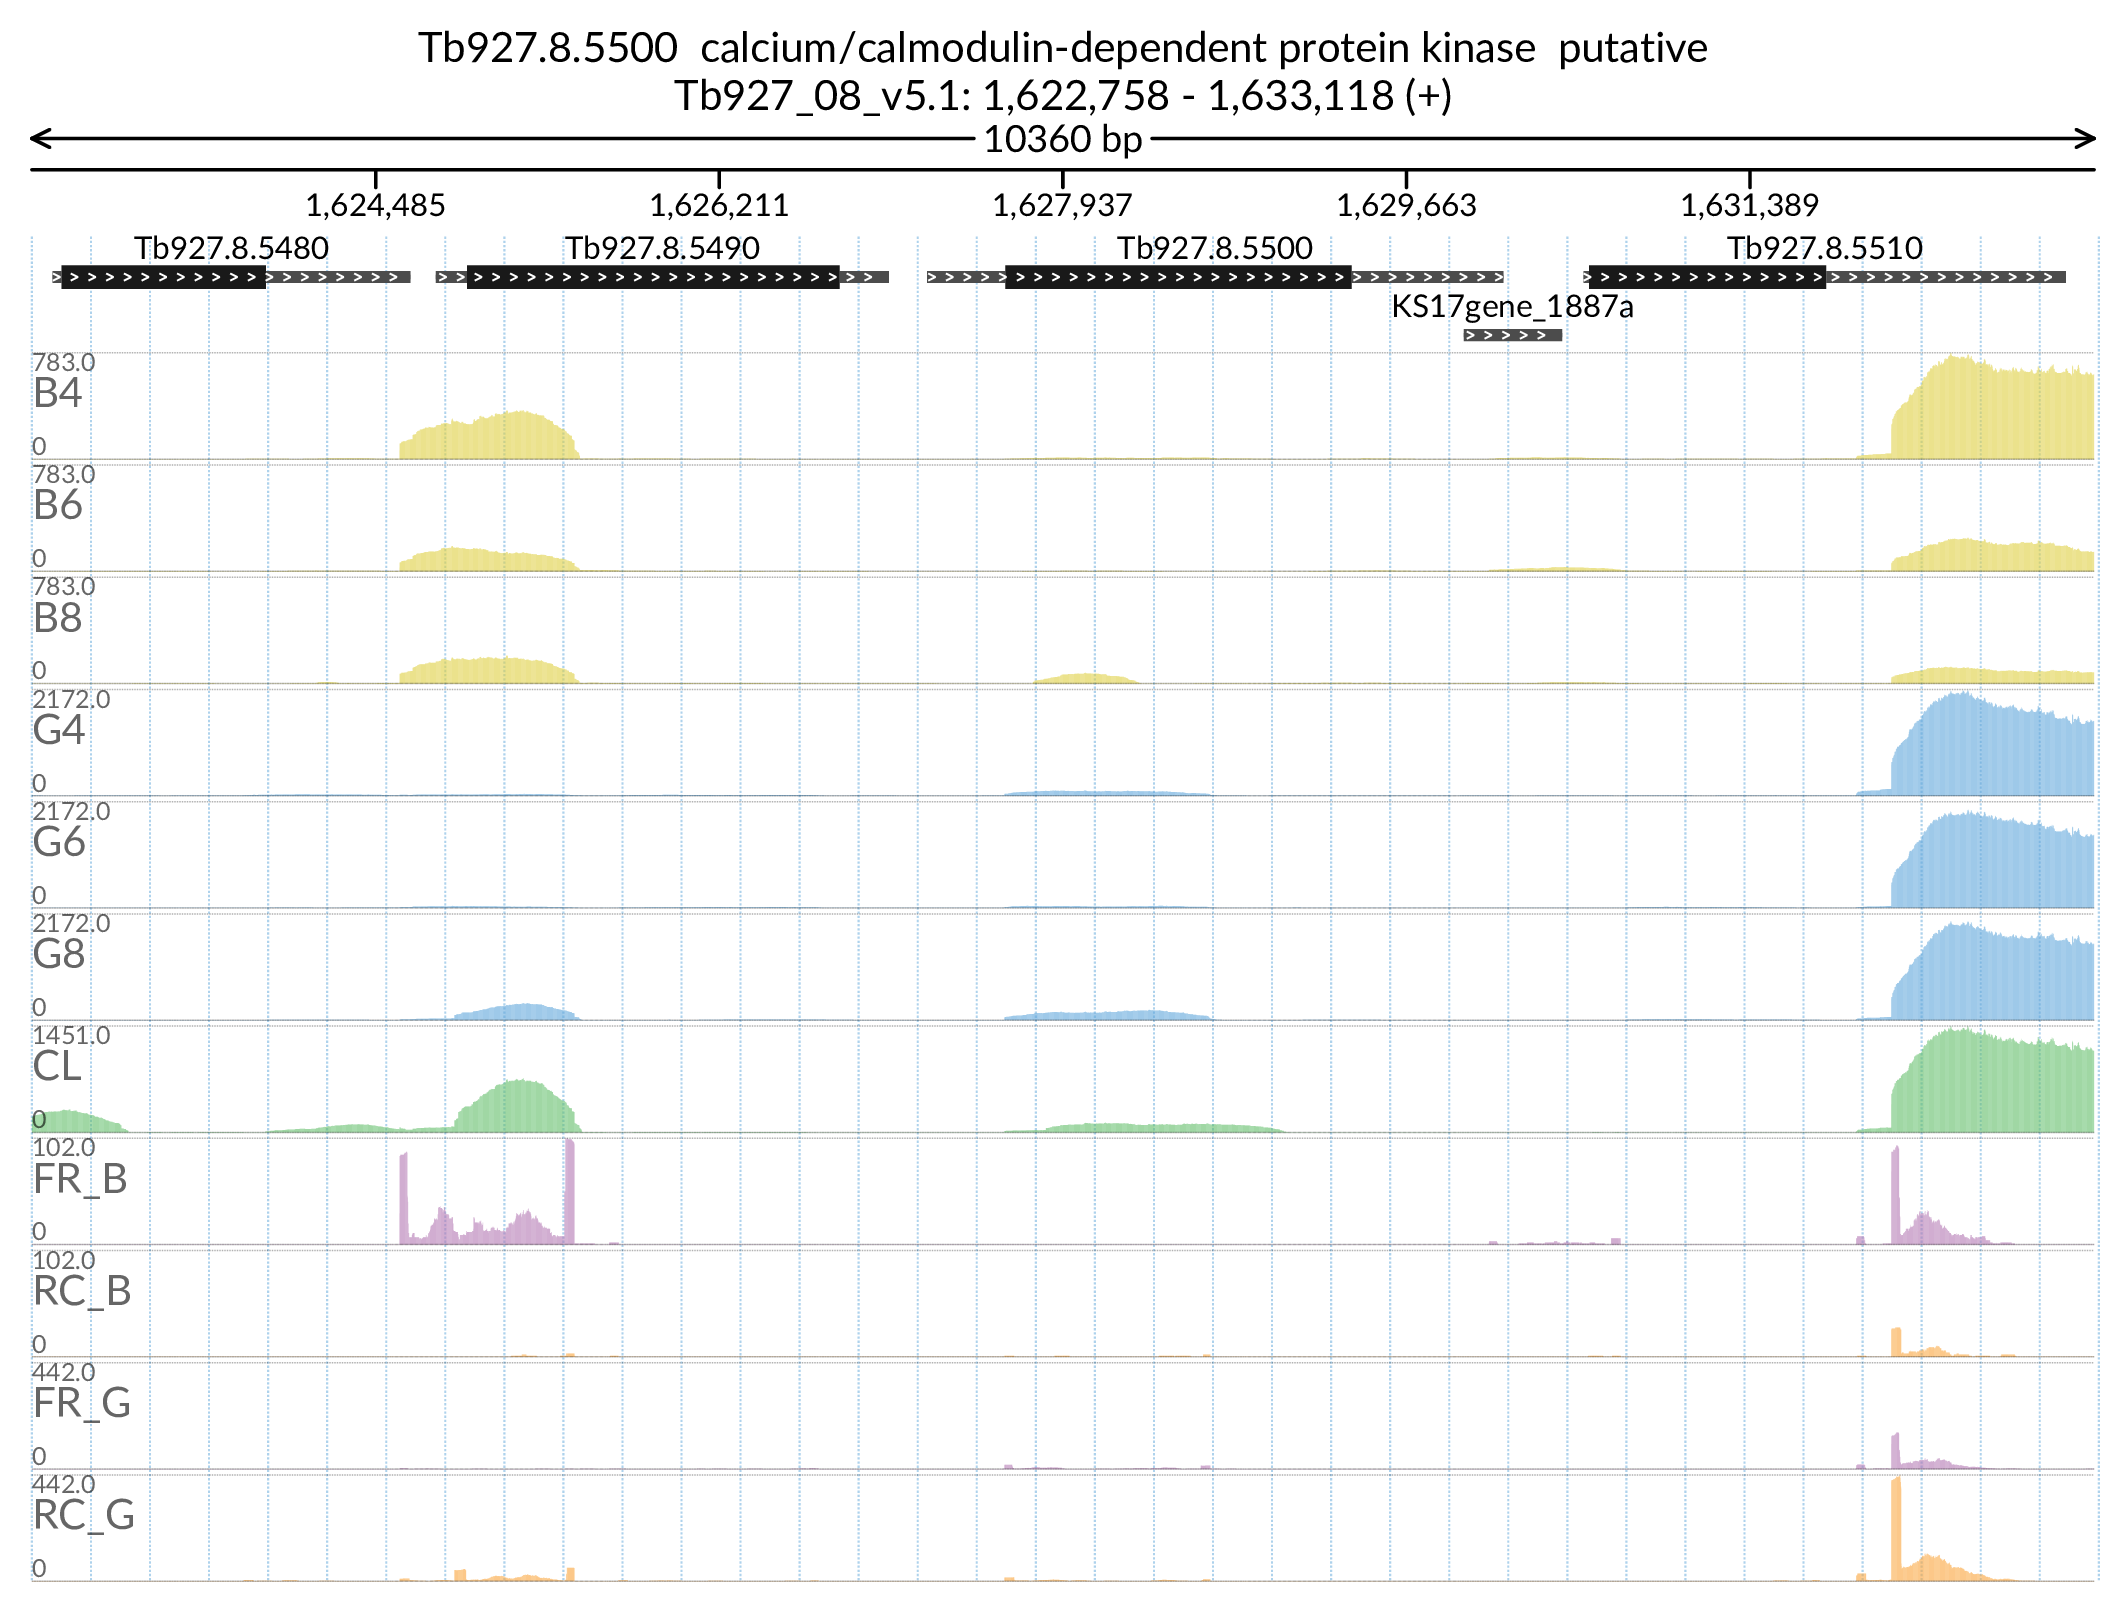 Tb927.8.5500  calcium/calmodulin-dependent protein kinase  putative
Tb927_08_v5.1: 1,622,758 - 1,633,118 (+)
10360 bp
1,624,485 1,626,211 1,627,937 1,629,663 1,631,389
Tb927.8.5480 Tb927.8.5490 Tb927.8.5500 Tb927.8.5510
KS17gene_1887a
783.0
B4
0
783.0
B6
0
783.0
B8
0
2172.0
G4
0
2172.0
G6
0
2172.0
G8
0
1451.0
CL
0
102.0
FR_B
0
102.0
RC_B
0
442.0
FR_G
0
442.0
RC_G
0